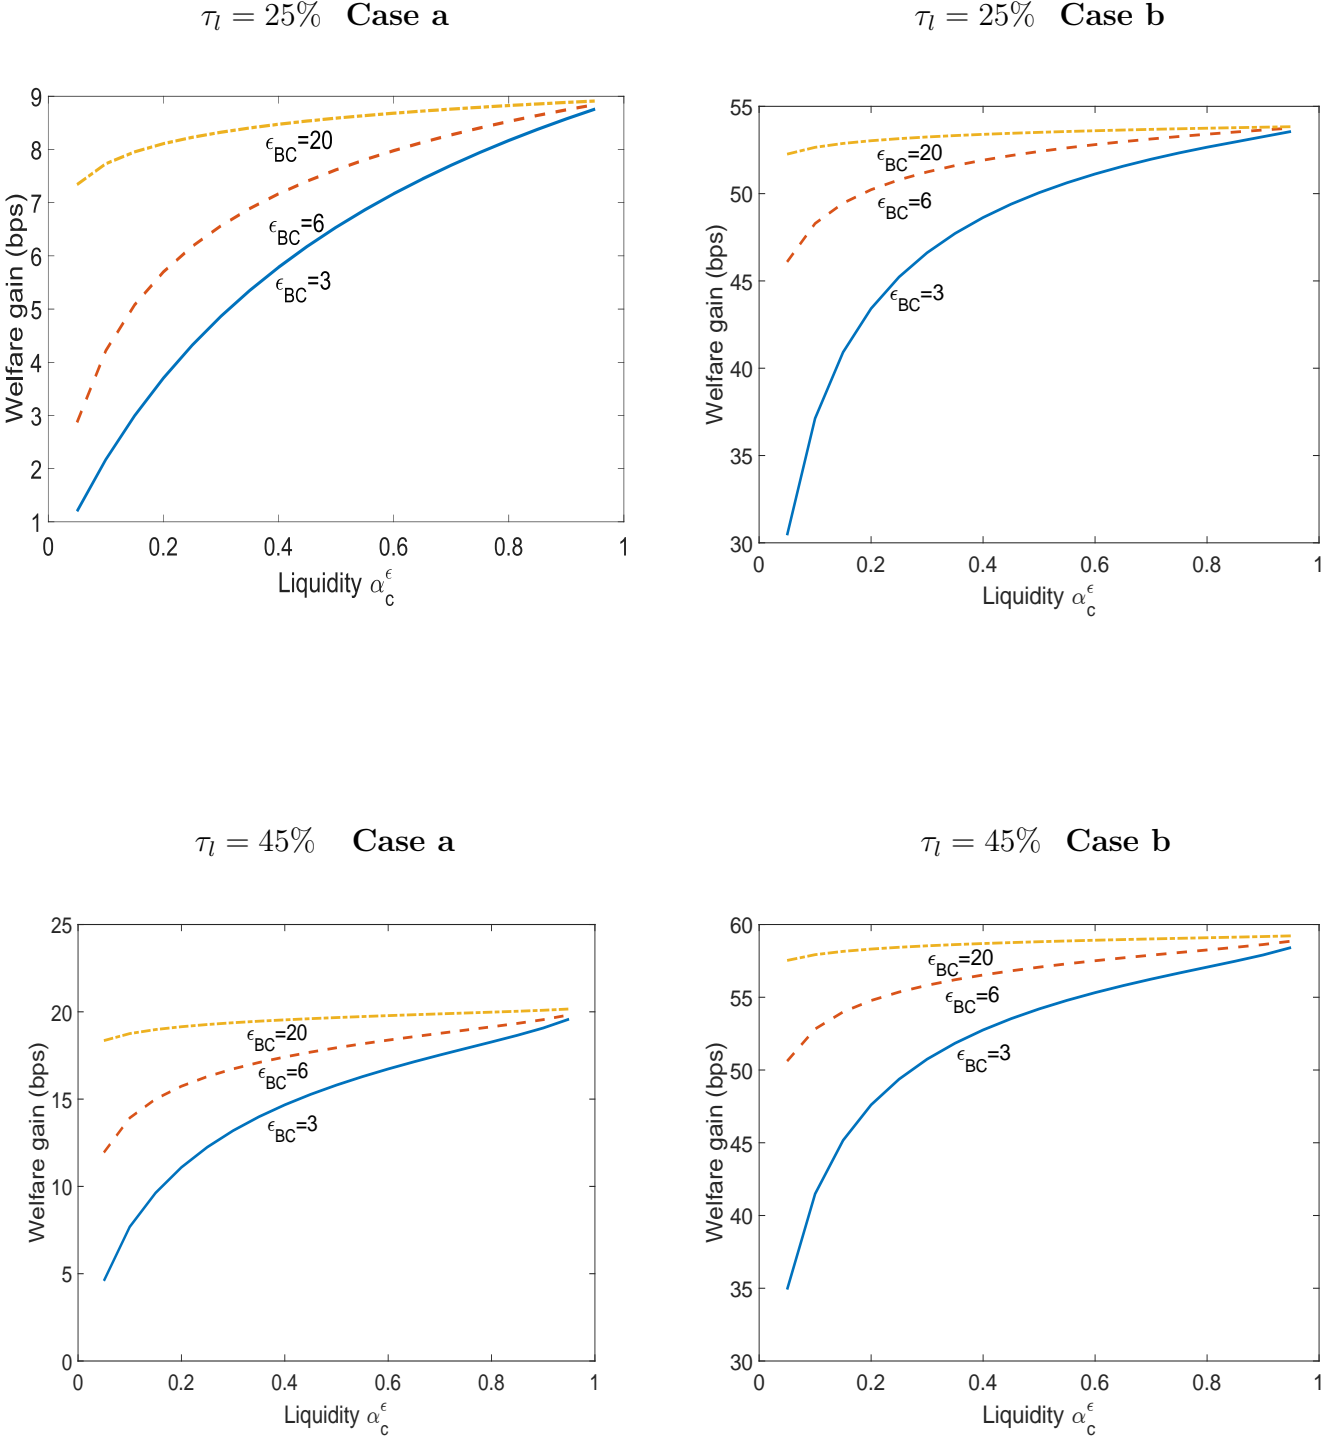 τ_l = 25% Case a
9
8
7
6
5
4
3
2
1
Welfare gain (bps)
ϵ_BC=20
ϵ_BC=6
ϵ_BC=3
0 0.2 0.4 0.6 0.8 1
Liquidity α_c^ϵ
τ_l = 25% Case b
55
50
45
40
35
30
Welfare gain (bps)
ϵ_BC=20
ϵ_BC=6
ϵ_BC=3
0 0.2 0.4 0.6 0.8 1
Liquidity α_c^ϵ
τ_l = 45% Case a
25
20
15
10
5
0
Welfare gain (bps)
ϵ_BC=20
ϵ_BC=6
ϵ_BC=3
0 0.2 0.4 0.6 0.8 1
Liquidity α_c^ϵ
τ_l = 45% Case b
60
55
50
45
40
35
30
Welfare gain (bps)
ϵ_BC=20
ϵ_BC=6
ϵ_BC=3
0 0.2 0.4 0.6 0.8 1
Liquidity α_c^ϵ